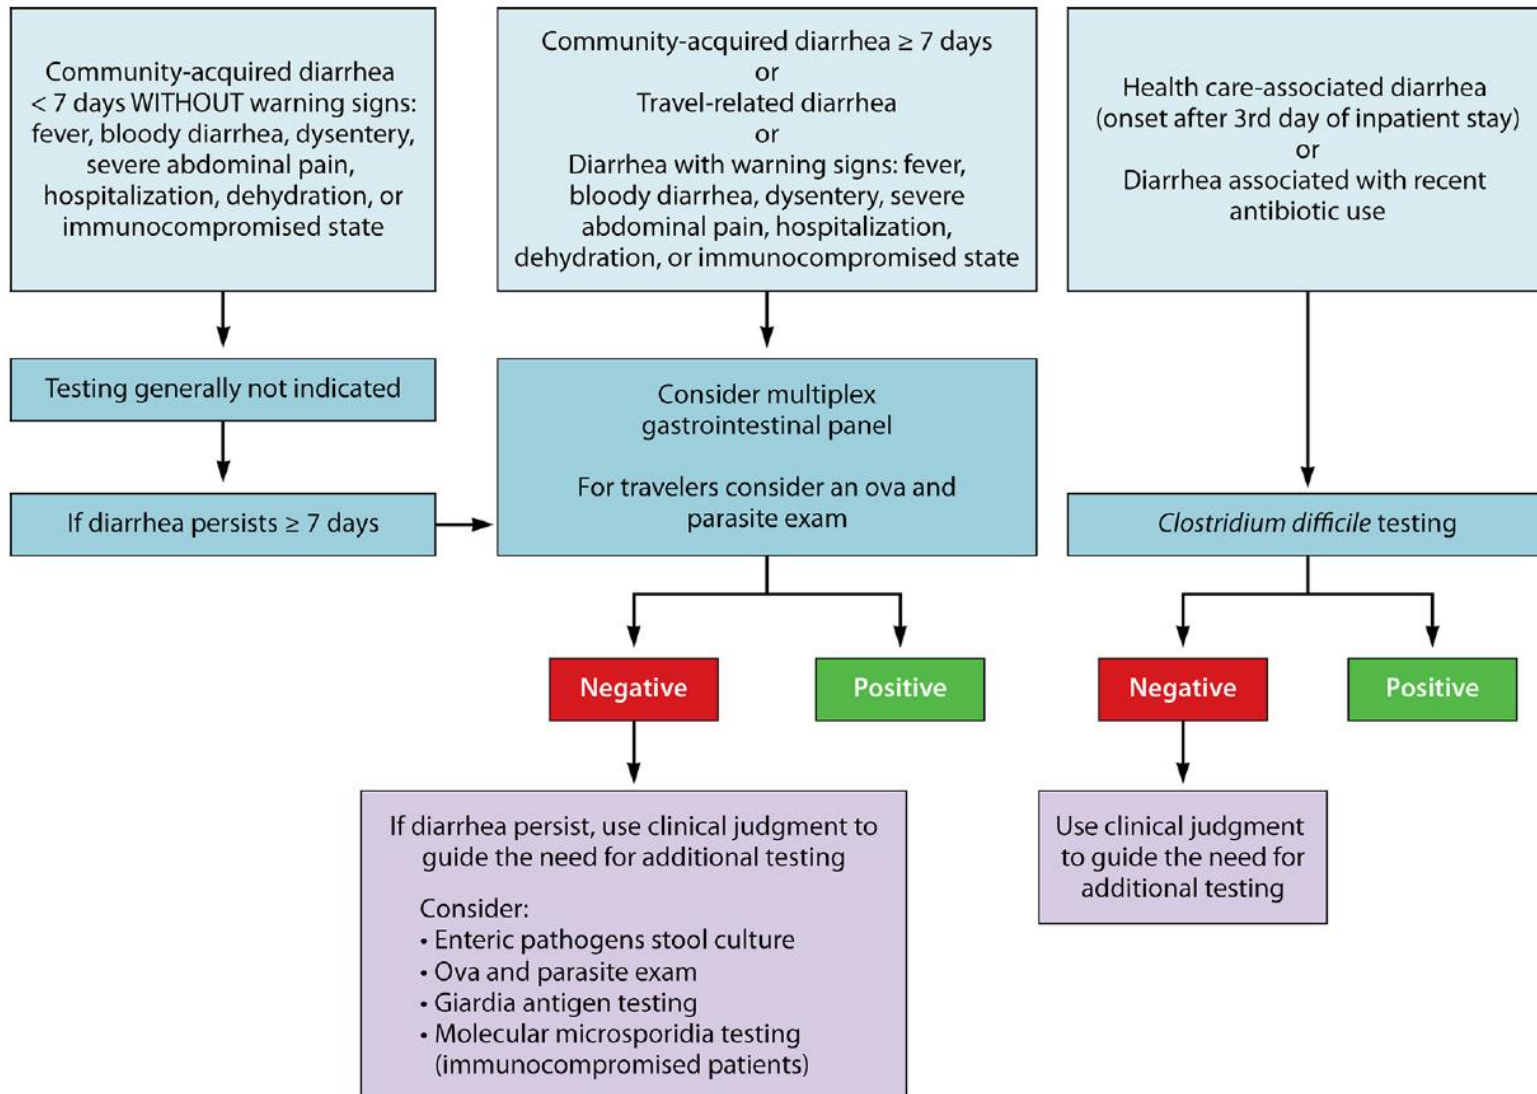 Community-acquired diarrhea
< 7 days WITHOUT warning signs:
fever, bloody diarrhea, dysentery,
severe abdominal pain,
hospitalization, dehydration, or
immunocompromised state
Community-acquired diarrhea ≥ 7 days
or
Travel-related diarrhea
or
Diarrhea with warning signs: fever,
bloody diarrhea, dysentery, severe
abdominal pain, hospitalization,
dehydration, or immunocompromised state
Health care-associated diarrhea
(onset after 3rd day of inpatient stay)
or
Diarrhea associated with recent
antibiotic use
Testing generally not indicated
If diarrhea persists ≥ 7 days
Consider multiplex
gastrointestinal panel
For travelers consider an ova and
parasite exam
Clostridium difficile testing
Negative
Positive
Negative
Positive
If diarrhea persist, use clinical judgment to
guide the need for additional testing
Consider:
• Enteric pathogens stool culture
• Ova and parasite exam
• Giardia antigen testing
• Molecular microsporidia testing
(immunocompromised patients)
Use clinical judgment
to guide the need for
additional testing